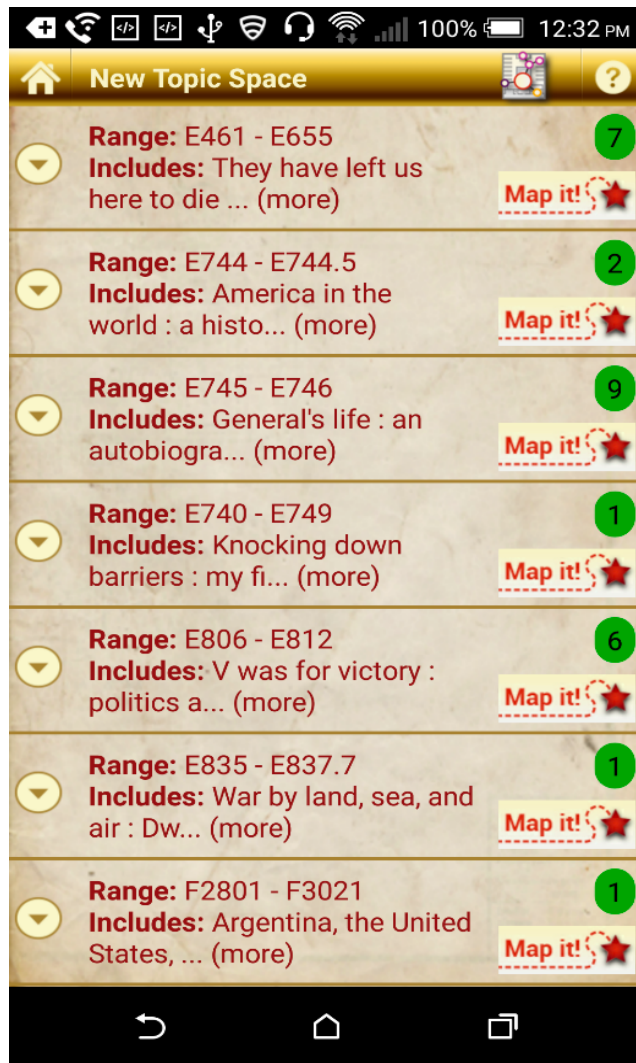 100% 12:32 PM
New Topic Space ?
Range: E461 - E655 7
Includes: They have left us
here to die ... (more) Map it!
Range: E744 - E744.5 2
Includes: America in the
world : a histo... (more) Map it!
Range: E745 - E746 9
Includes: General's life : an
autobiogra... (more) Map it!
Range: E740 - E749 1
Includes: Knocking down
barriers : my fi... (more) Map it!
Range: E806 - E812 6
Includes: V was for victory :
politics a... (more) Map it!
Range: E835 - E837.7 1
Includes: War by land, sea, and
air : Dw... (more) Map it!
Range: F2801 - F3021 1
Includes: Argentina, the United
States, ... (more) Map it!